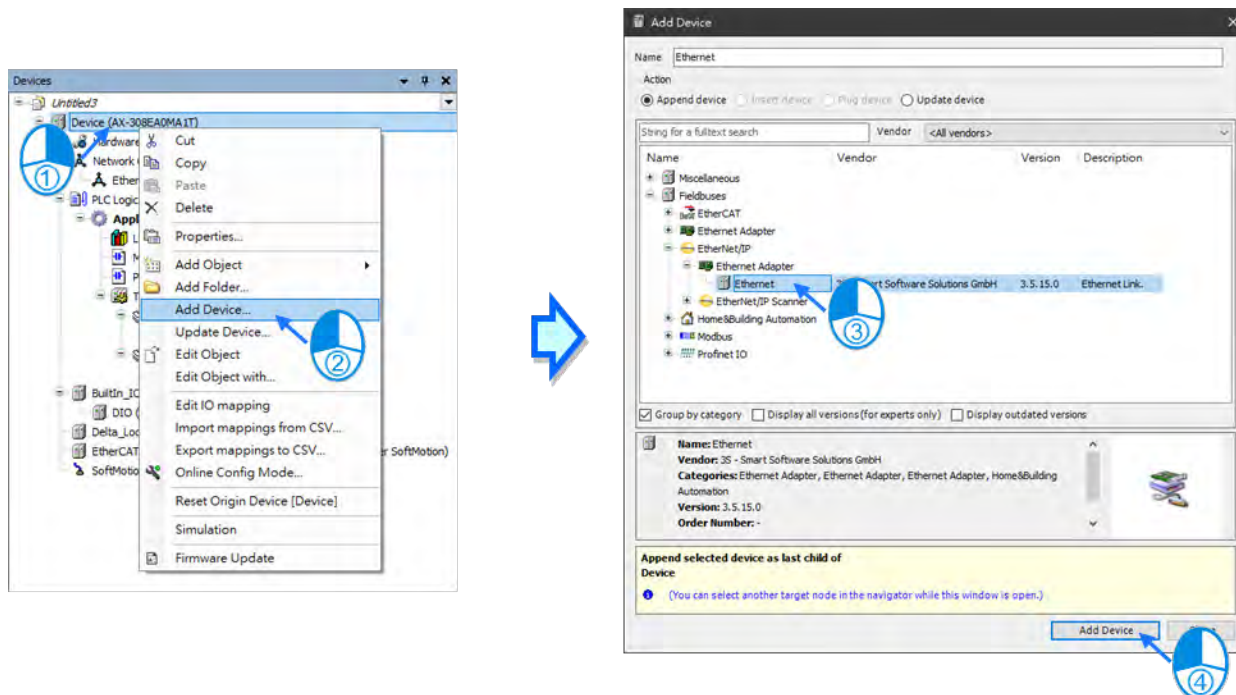 Devices
Untitled3
Device (AX-308EA0MA1T)
Hardware
Network
Ether
PLC Logic
Appl
BuiltIn_IO
DIO (
Delta_Loc
EtherCAT
r SoftMotion)
SoftMotio
Cut
Copy
Paste
Delete
Properties...
Add Object
Add Folder...
Add Device...
Update Device...
Edit Object
Edit Object with...
Edit IO mapping
Import mappings from CSV...
Export mappings to CSV...
Online Config Mode...
Reset Origin Device [Device]
Simulation
Firmware Update
①
②
Add Device
Name Ethernet
Action
Append device Insert device Plug device Update device
String for a fulltext search Vendor <All vendors>
Name Vendor Version Description
Miscellaneous
Fieldbuses
EtherCAT
Ethernet Adapter
EtherNet/IP
Ethernet Adapter
Ethernet rt Software Solutions GmbH 3.5.15.0 Ethernet Link.
EtherNet/IP Scanner
Home&Building Automation
Modbus
Profinet IO
③
Group by category Display all versions (for experts only) Display outdated versions
Name: Ethernet
Vendor: 3S - Smart Software Solutions GmbH
Categories: Ethernet Adapter, Ethernet Adapter, Ethernet Adapter, Home&Building
Automation
Version: 3.5.15.0
Order Number: -
Append selected device as last child of
Device
(You can select another target node in the navigator while this window is open.)
Add Device
④